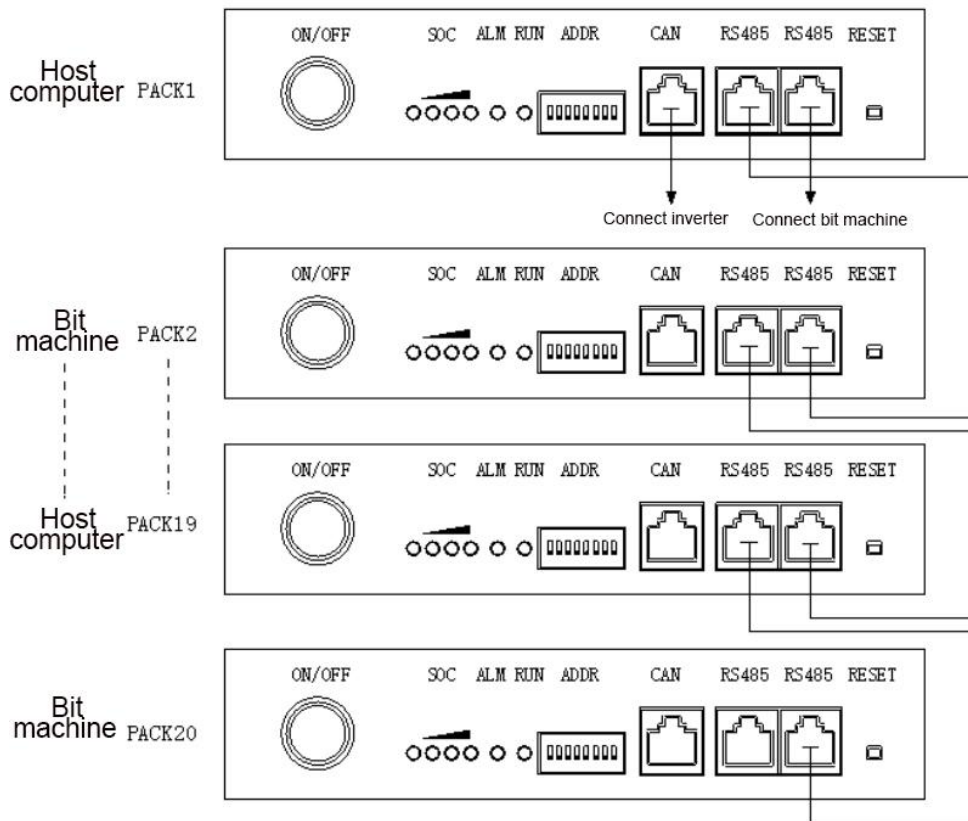 ON/OFF SOC ALM RUN ADDR CAN RS485 RS485 RESET
Host
computer PACK1
Connect inverter Connect bit machine
ON/OFF SOC ALM RUN ADDR CAN RS485 RS485 RESET
Bit
machine PACK2
ON/OFF SOC ALM RUN ADDR CAN RS485 RS485 RESET
Host
computer PACK19
ON/OFF SOC ALM RUN ADDR CAN RS485 RS485 RESET
Bit
machine PACK20